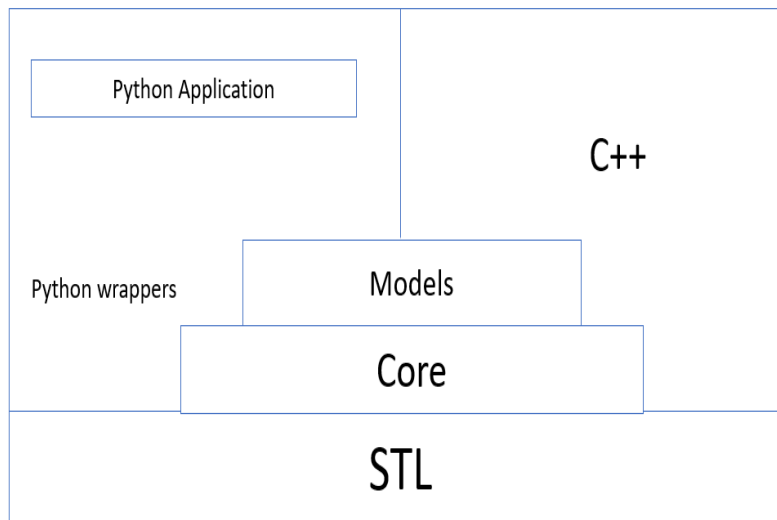 Python Application
C++
Python wrappers
Models
Core
STL